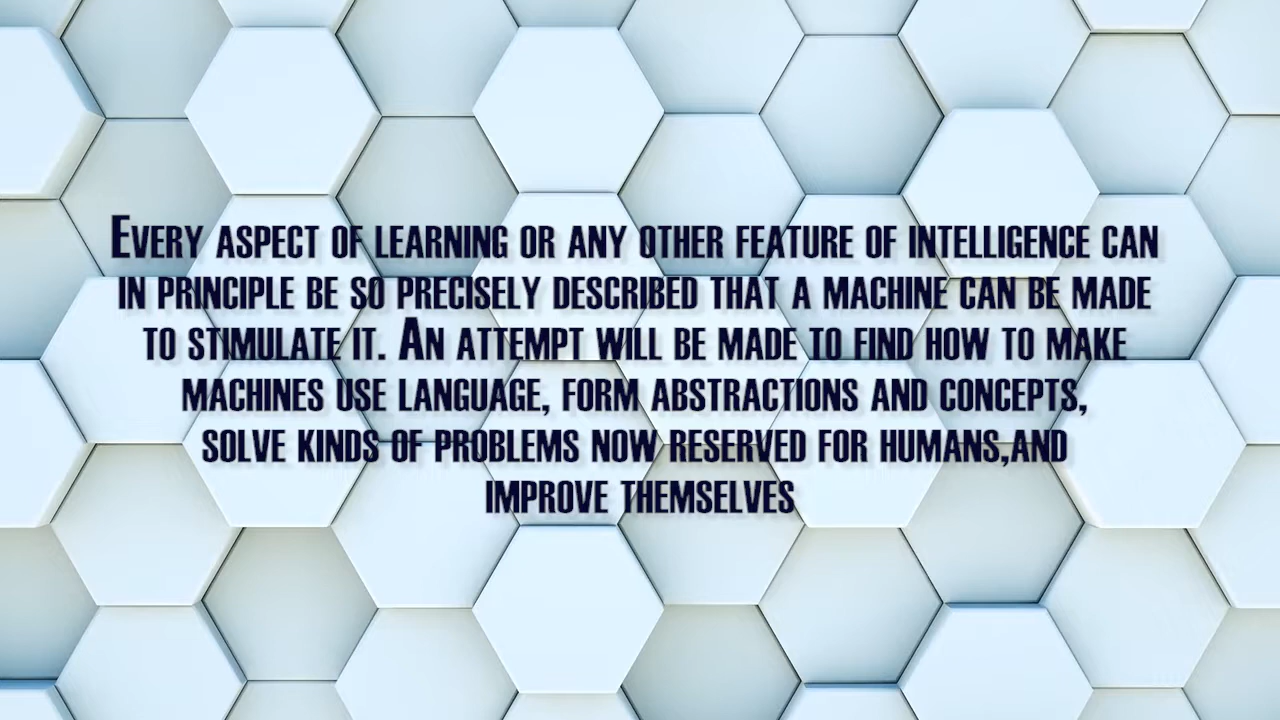 Every aspect of learning or any other feature of intelligence can
in principle be so precisely described that a machine can be made
to stimulate it. An attempt will be made to find how to make
machines use language, form abstractions and concepts,
solve kinds of problems now reserved for humans,and
improve themselves